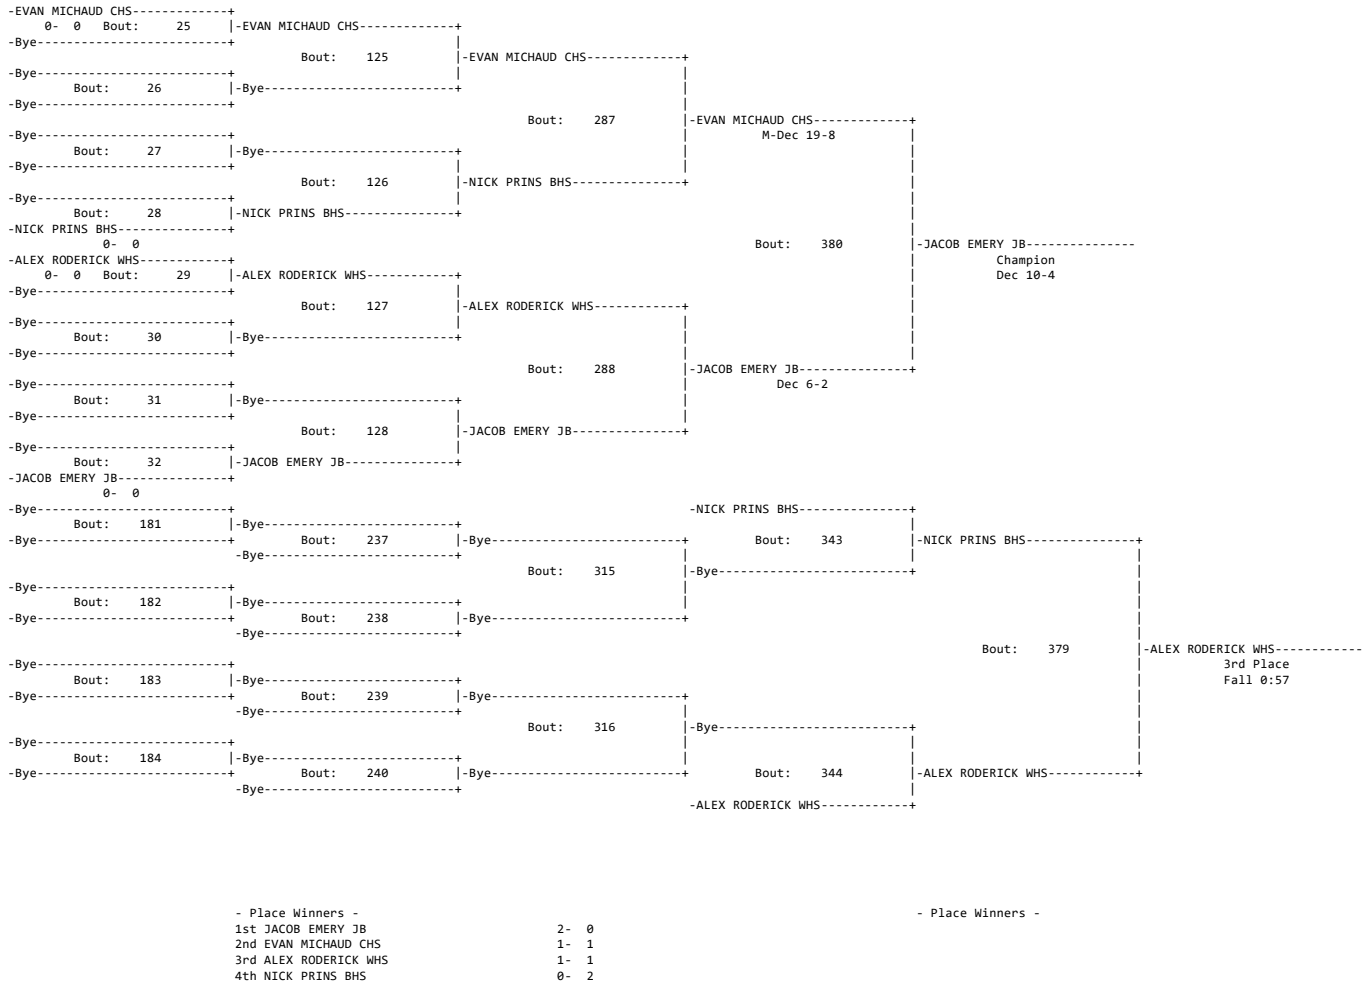 -EVAN MICHAUD CHS-------------+
0- 0 Bout: 25 |-EVAN MICHAUD CHS-------------+
-Bye--------------------------+ |
Bout: 125 |-EVAN MICHAUD CHS-------------+
-Bye--------------------------+ | |
Bout: 26 |-Bye--------------------------+ |
-Bye--------------------------+ |
Bout: 287 |-EVAN MICHAUD CHS-------------+
-Bye--------------------------+ | M-Dec 19-8 |
Bout: 27 |-Bye--------------------------+ | |
-Bye--------------------------+ | | |
Bout: 126 |-NICK PRINS BHS---------------+ |
-Bye--------------------------+ | |
Bout: 28 |-NICK PRINS BHS---------------+ |
-NICK PRINS BHS---------------+ |
0- 0 Bout: 380 |-JACOB EMERY JB---------------
-ALEX RODERICK WHS------------+ | Champion
0- 0 Bout: 29 |-ALEX RODERICK WHS------------+ | Dec 10-4
-Bye--------------------------+ | |
Bout: 127 |-ALEX RODERICK WHS------------+ |
-Bye--------------------------+ | | |
Bout: 30 |-Bye--------------------------+ | |
-Bye--------------------------+ | |
Bout: 288 |-JACOB EMERY JB---------------+
-Bye--------------------------+ | Dec 6-2
Bout: 31 |-Bye--------------------------+ |
-Bye--------------------------+ | |
Bout: 128 |-JACOB EMERY JB---------------+
-Bye--------------------------+ |
Bout: 32 |-JACOB EMERY JB---------------+
-JACOB EMERY JB---------------+
0- 0
-Bye--------------------------+ -NICK PRINS BHS---------------+
Bout: 181 |-Bye--------------------------+ |
-Bye--------------------------+ Bout: 237 |-Bye--------------------------+ Bout: 343 |-NICK PRINS BHS---------------+
-Bye--------------------------+ | | |
Bout: 315 |-Bye--------------------------+ |
-Bye--------------------------+ | |
Bout: 182 |-Bye--------------------------+ | |
-Bye--------------------------+ Bout: 238 |-Bye--------------------------+ |
-Bye--------------------------+ |
Bout: 379 |-ALEX RODERICK WHS------------
-Bye--------------------------+ | 3rd Place
Bout: 183 |-Bye--------------------------+ | Fall 0:57
-Bye--------------------------+ Bout: 239 |-Bye--------------------------+ |
-Bye--------------------------+ | |
Bout: 316 |-Bye--------------------------+ |
-Bye--------------------------+ | | |
Bout: 184 |-Bye--------------------------+ | | |
-Bye--------------------------+ Bout: 240 |-Bye--------------------------+ Bout: 344 |-ALEX RODERICK WHS------------+
-Bye--------------------------+ |
-ALEX RODERICK WHS------------+
- Place Winners - - Place Winners -
1st JACOB EMERY JB 2- 0
2nd EVAN MICHAUD CHS 1- 1
3rd ALEX RODERICK WHS 1- 1
4th NICK PRINS BHS 0- 2